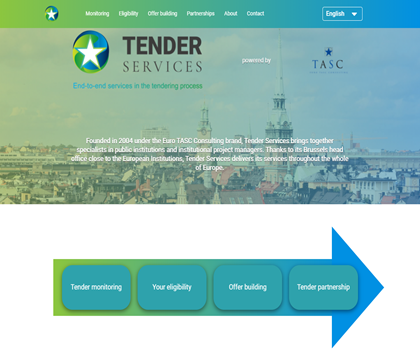 Monitoring Eligibility Offer building Partnerships About Contact English
TENDER
SERVICES
powered by
TASC
End-to-end services in the tendering process
Founded in 2004 under the Euro TASC Consulting brand, Tender Services brings together
specialists in public institutions and institutional project managers. Thanks to its Brussels head
office close to the European Institutions, Tender Services delivers its services throughout the whole
of Europe.
Tender monitoring Your eligibility Offer building Tender partnership